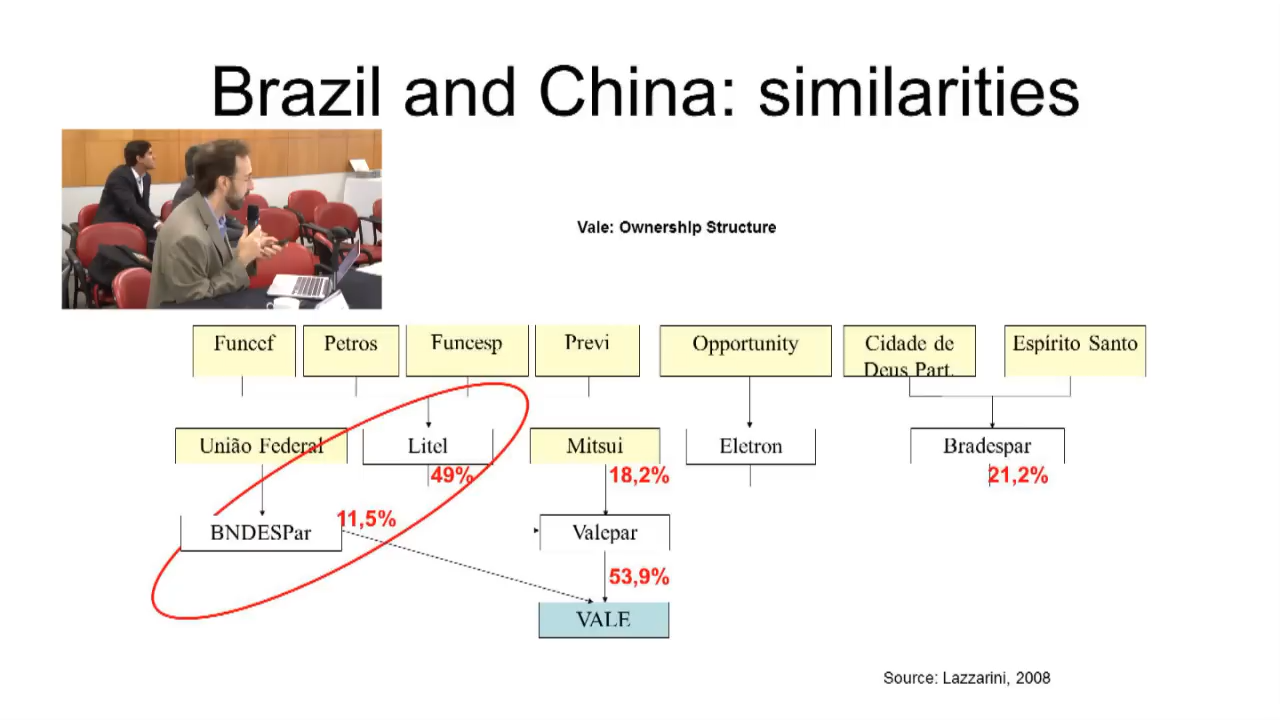 Brazil and China: similarities
Vale: Ownership Structure
Funcef
Petros
Funcesp
Previ
Opportunity
Cidade de
Deus Part.
Espírito Santo
União Federal
Litel
Mitsui
Eletron
Bradespar
49%
18,2%
21,2%
11,5%
BNDESPar
Valepar
53,9%
VALE
Source: Lazzarini, 2008